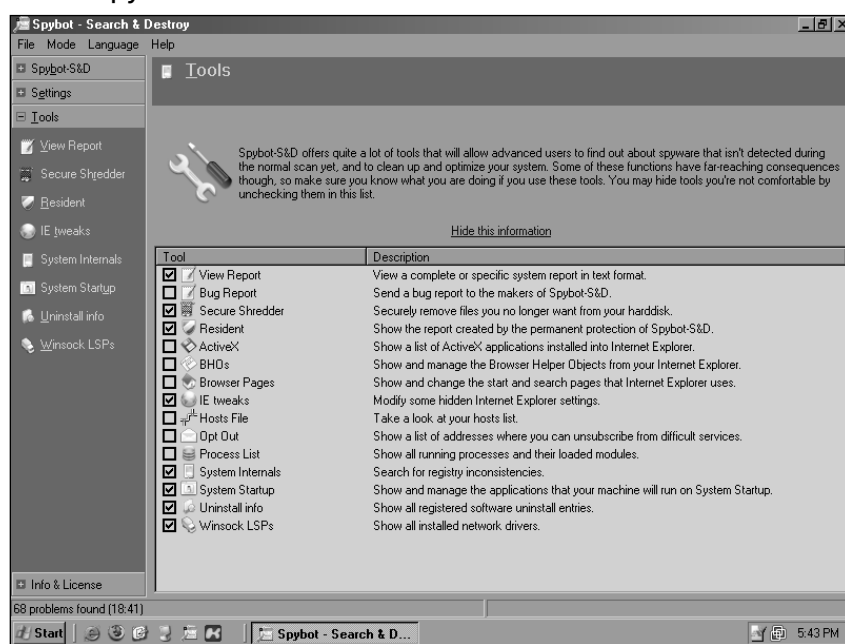 Spybot - Search & Destroy
File Mode Language Help
Spybot-S&D
Settings
Tools
View Report
Secure Shredder
Resident
IE tweaks
System Internals
System Startup
Uninstall info
Winsock LSPs
Info & License
Tools
Spybot-S&D offers quite a lot of tools that will allow advanced users to find out about spyware that isn't detected during
the normal scan yet, and to clean up and optimize your system. Some of these functions have far-reaching consequences
though, so make sure you know what you are doing if you use these tools. You may hide tools you're not comfortable by
unchecking them in this list.
Hide this information
Tool Description
View Report View a complete or specific system report in text format.
Bug Report Send a bug report to the makers of Spybot-S&D.
Secure Shredder Securely remove files you no longer want from your harddisk.
Resident Show the report created by the permanent protection of Spybot-S&D.
ActiveX Show a list of ActiveX applications installed into Internet Explorer.
BHOs Show and manage the Browser Helper Objects from your Internet Explorer.
Browser Pages Show and change the start and search pages that Internet Explorer uses.
IE tweaks Modify some hidden Internet Explorer settings.
Hosts File Take a look at your hosts list.
Opt Out Show a list of addresses where you can unsubscribe from difficult services.
Process List Show all running processes and their loaded modules.
System Internals Search for registry inconsistencies.
System Startup Show and manage the applications that your machine will run on System Startup.
Uninstall info Show all registered software uninstall entries.
Winsock LSPs Show all installed network drivers.
68 problems found (18:41)
Start Spybot - Search & D... 5:43 PM